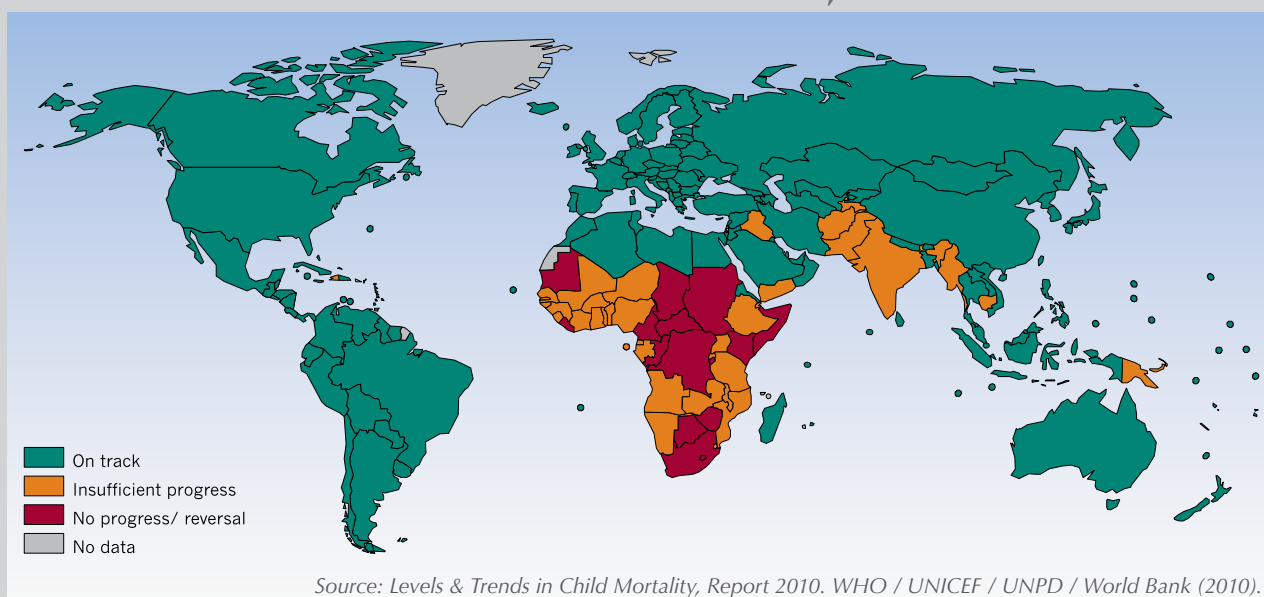 On track
Insufficient progress
No progress/ reversal
No data
Source: Levels & Trends in Child Mortality, Report 2010. WHO / UNICEF / UNPD / World Bank (2010).